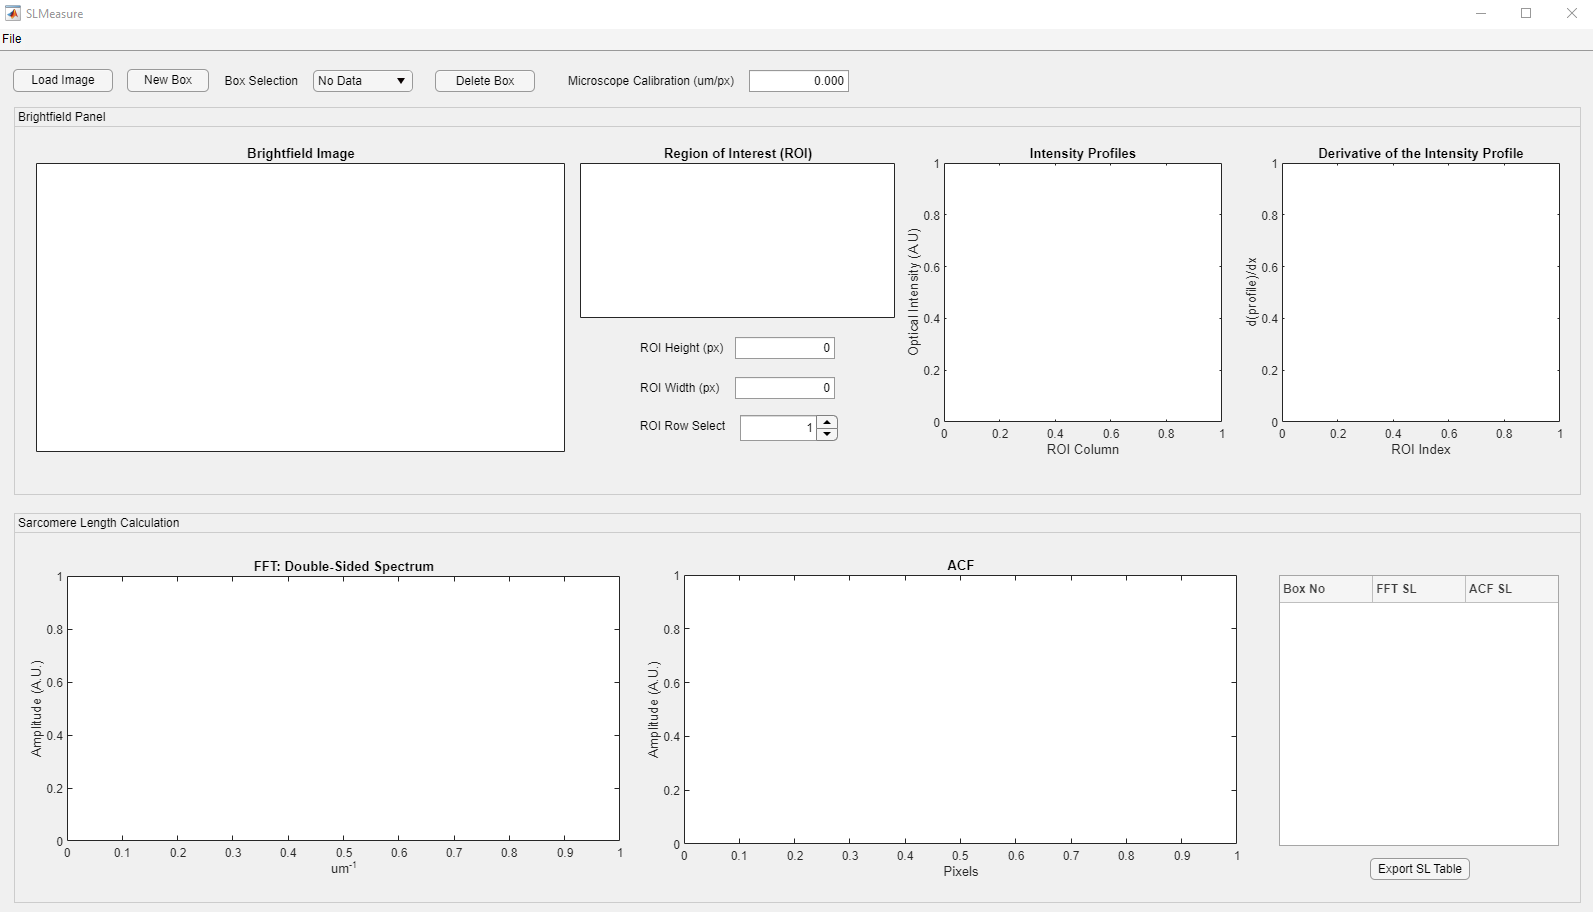 SLMeasure
File
Load Image New Box Box Selection No Data Delete Box Microscope Calibration (um/px) 0.000
Brightfield Panel
Brightfield Image
Region of Interest (ROI)
ROI Height (px) 0
ROI Width (px) 0
ROI Row Select 1
Intensity Profiles
Optical Intensity (A.U)
1
0.8
0.6
0.4
0.2
0
0 0.2 0.4 0.6 0.8 1
ROI Column
Derivative of the Intensity Profile
d(profile)/dx
1
0.8
0.6
0.4
0.2
0
0 0.2 0.4 0.6 0.8 1
ROI Index
Sarcomere Length Calculation
FFT: Double-Sided Spectrum
Amplitude (A.U.)
1
0.8
0.6
0.4
0.2
0
0 0.1 0.2 0.3 0.4 0.5 0.6 0.7 0.8 0.9 1
um⁻¹
ACF
Amplitude (A.U.)
1
0.8
0.6
0.4
0.2
0
0 0.1 0.2 0.3 0.4 0.5 0.6 0.7 0.8 0.9 1
Pixels
Box No FFT SL ACF SL
Export SL Table